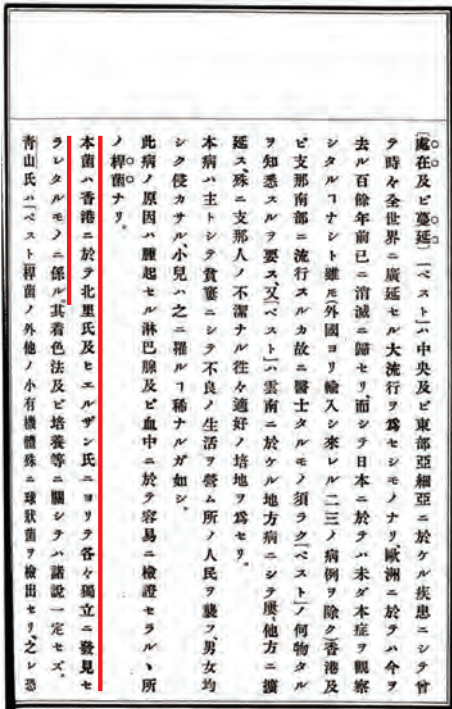 〔處在及ビ蔓延〕「ペスト」ハ中央及ビ東部亞細亞ニ於ケル疾患ニシテ曾
テ時々全世界ニ廣延セル大流行ヲ爲セシモノナリ、歐洲ニ於テハ今ヲ
去ル百餘年前已ニ消滅ニ歸セリ、而シテ日本ニ於テハ未ダ本症ヲ觀察
シタルヿナシト雖モ(外國ヨリ輸入シ來レル二三ノ病例ヲ除ク)香港及
ビ支那南部ニ流行スルカ故ニ醫士タルモノ須ラク「ペスト」ノ何物タル
ヲ知悉スルヲ要ス、又「ペスト」ハ雲南ニ於ケル地方病ニシテ屢、他方ニ擴
延ス、殊ニ支那人ノ不潔ナル往々適好ノ培地ヲ爲セリ。
本病ハ主トシテ貧窶ニシテ不良ノ生活ヲ營ム所ノ人民ヲ襲フ、男女均
シク侵カサル、小兒ハ之ニ罹ルヿ稀ナルガ如シ。
此病ノ原因ハ腫起セル淋巴腺及ビ血中ニ於テ容易ニ檢證セラルヽ所
ノ桿菌ナリ。
本菌ハ香港ニ於テ北里氏及ヒエルザン氏ニヨリテ各々獨立ニ發見セ
ラレタルモノニ係ル。其着色法及ビ培養等ニ關シテハ諸說一定セズ。
靑山氏ハ「ペスト」桿菌ノ外他ノ小有機體殊ニ球狀菌ヲ檢出セリ、之レ恐